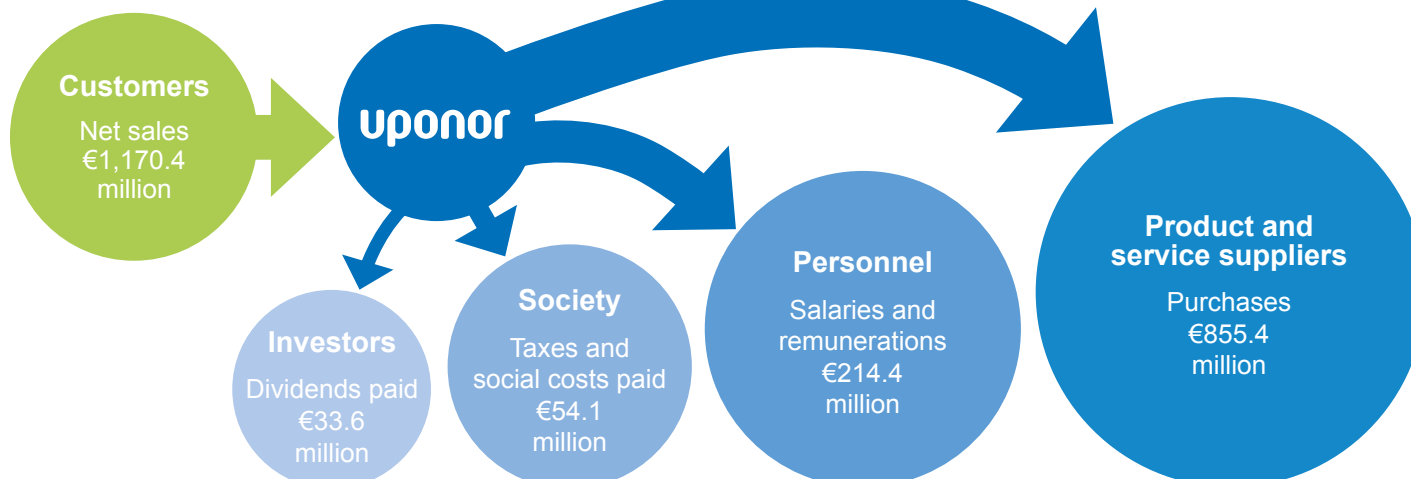 Customers
Net sales
€1,170.4
million
uponor
Investors
Dividends paid
€33.6
million
Society
Taxes and
social costs paid
€54.1
million
Personnel
Salaries and
remunerations
€214.4
million
Product and
service suppliers
Purchases
€855.4
million